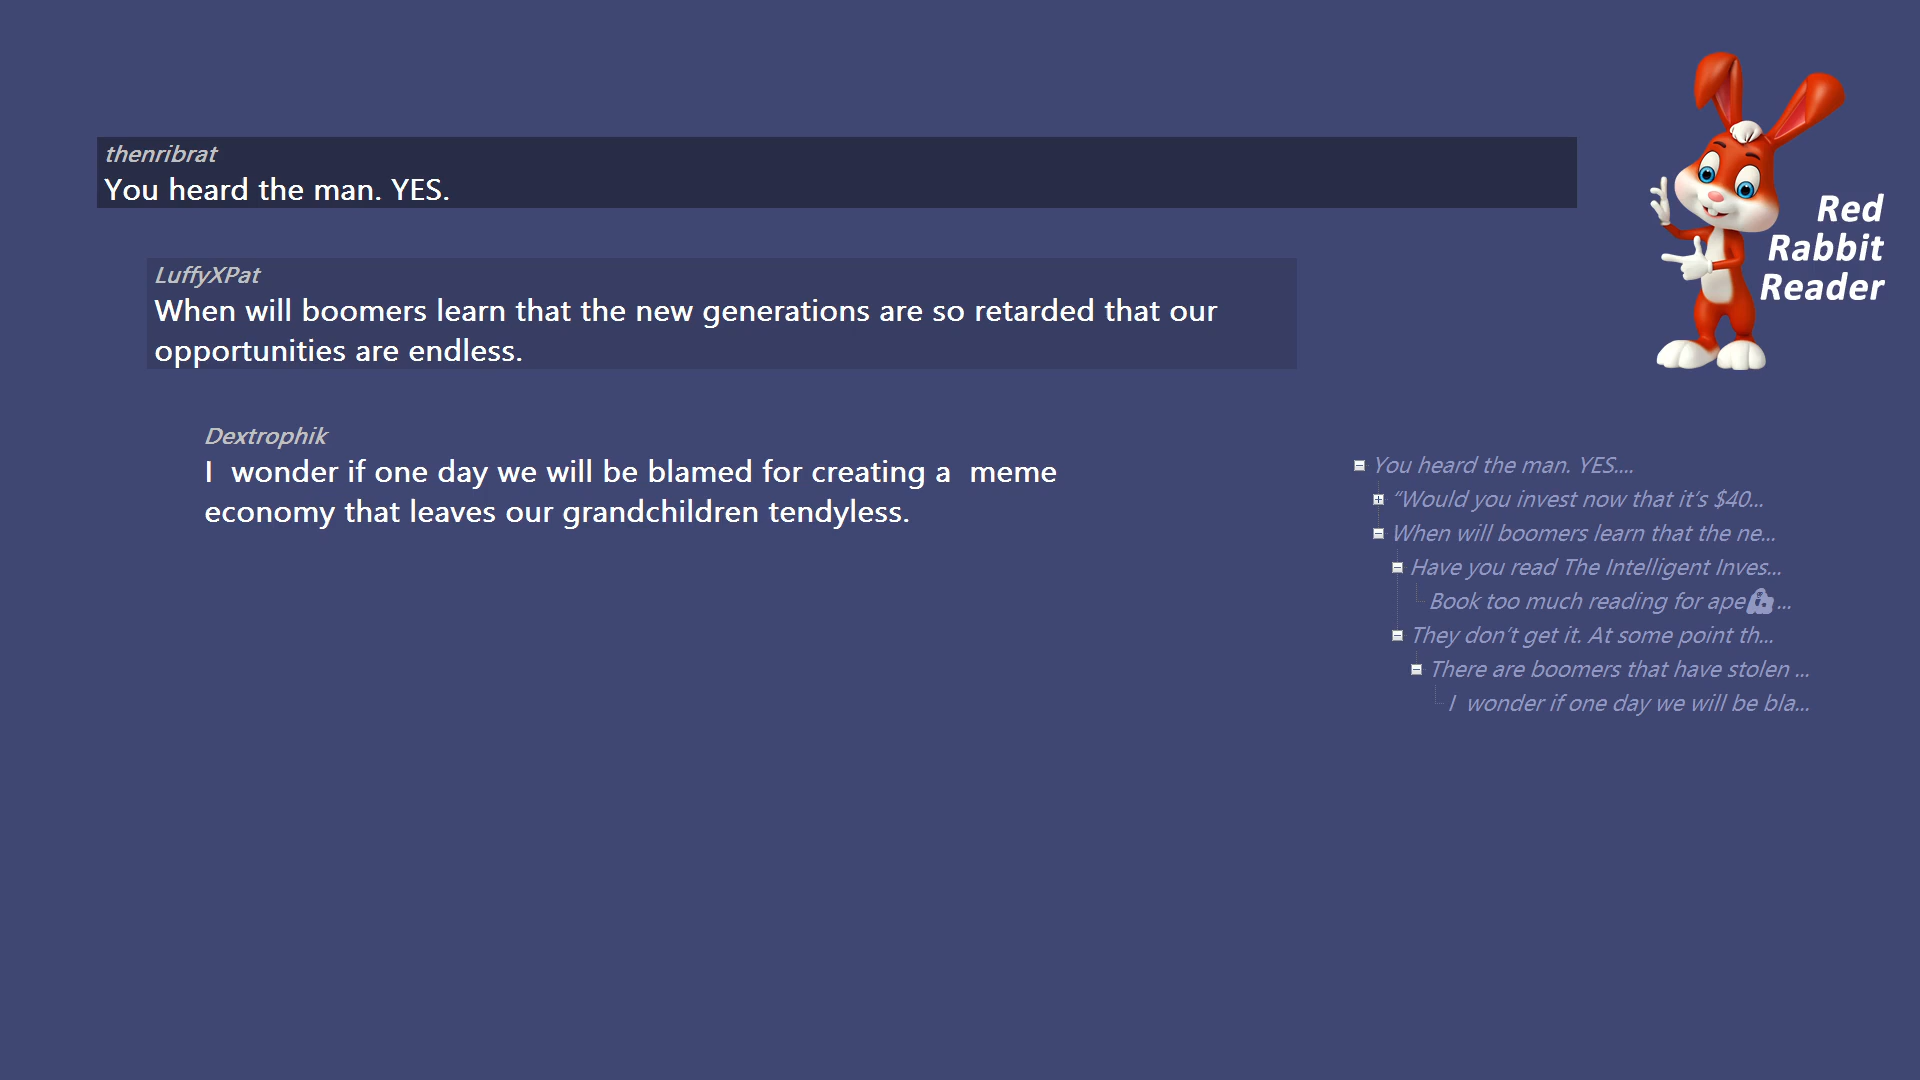 thenribrat
You heard the man. YES.
LuffyXPat
When will boomers learn that the new generations are so retarded that our
opportunities are endless.
Dextrophik
I  wonder if one day we will be blamed for creating a  meme
economy that leaves our grandchildren tendyless.
Red
Rabbit
Reader
You heard the man. YES....
“Would you invest now that it’s $40...
When will boomers learn that the ne...
Have you read The Intelligent Inves...
Book too much reading for ape🦍...
They don’t get it. At some point th...
There are boomers that have stolen ...
I  wonder if one day we will be bla...